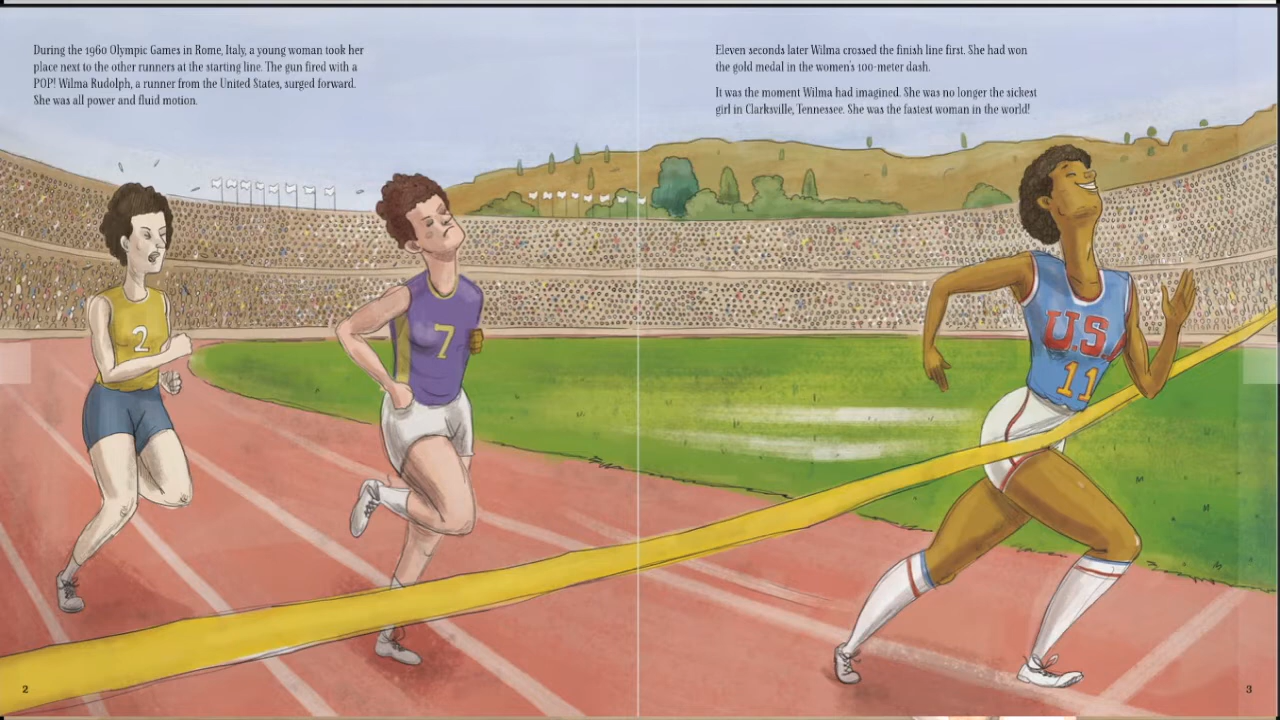 During the 1960 Olympic Games in Rome, Italy, a young woman took her
place next to the other runners at the starting line. The gun fired with a
POP! Wilma Rudolph, a runner from the United States, surged forward.
She was all power and fluid motion.
Eleven seconds later Wilma crossed the finish line first. She had won
the gold medal in the women's 100-meter dash.
It was the moment Wilma had imagined. She was no longer the sickest
girl in Clarksville, Tennessee. She was the fastest woman in the world!
2
7
U.S.A
11
2
3